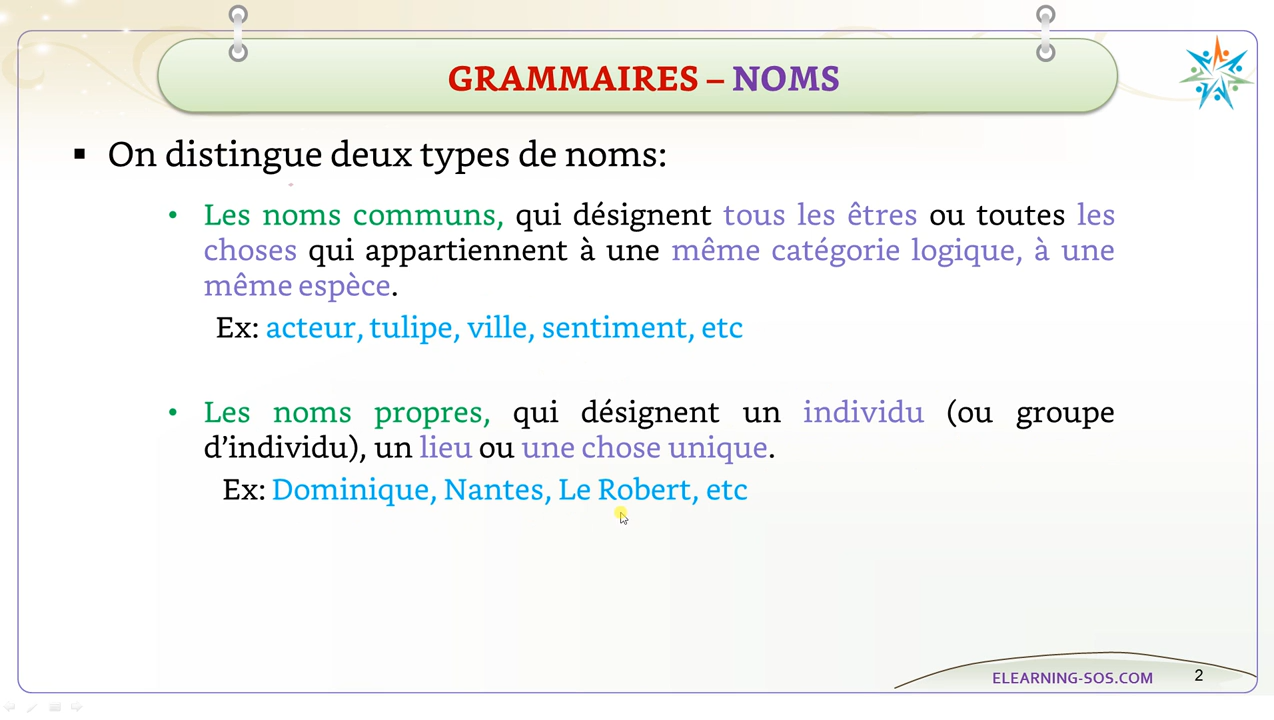 GRAMMAIRES – NOMS
▪ On distingue deux types de noms:
• Les noms communs, qui désignent tous les êtres ou toutes les
choses qui appartiennent à une même catégorie logique, à une
même espèce.
Ex: acteur, tulipe, ville, sentiment, etc
• Les noms propres, qui désignent un individu (ou groupe
d’individu), un lieu ou une chose unique.
Ex: Dominique, Nantes, Le Robert, etc
ELEARNING-SOS.COM 2